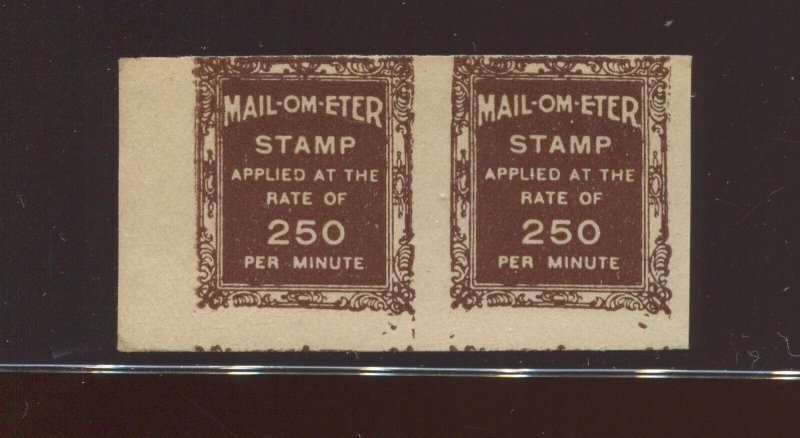 MAIL-OM-ETER
STAMP
APPLIED AT THE
RATE OF
250
PER MINUTE
MAIL-OM-ETER
STAMP
APPLIED AT THE
RATE OF
250
PER MINUTE